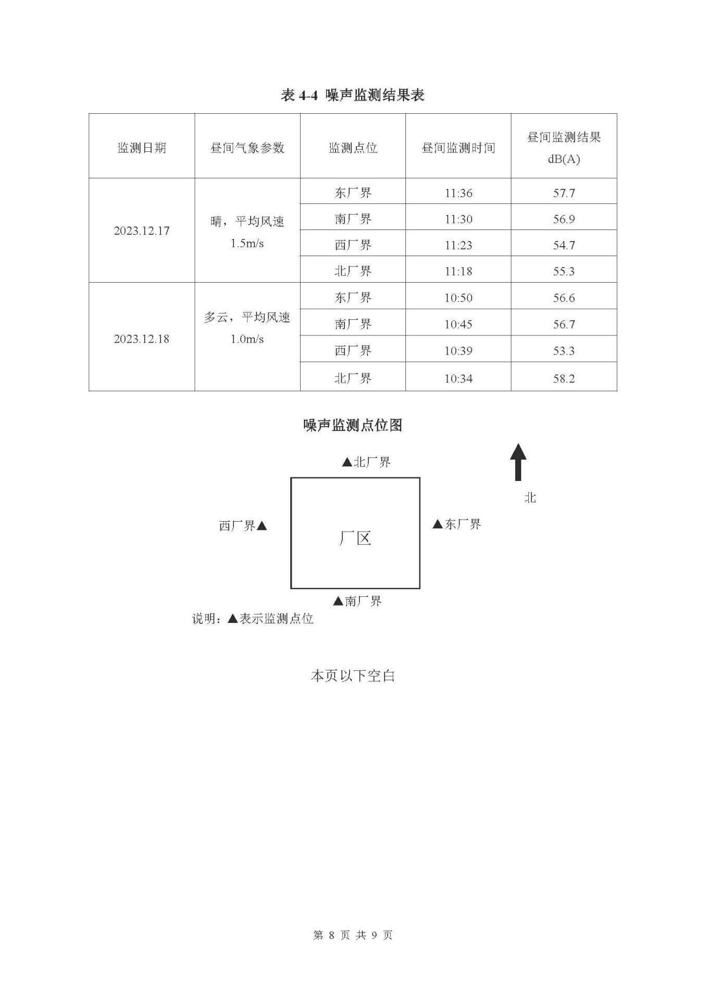 表 4-4 噪声监测结果表
监测日期 昼间气象参数 监测点位 昼间监测时间 昼间监测结果
dB(A)
2023.12.17 晴，平均风速
1.5m/s
东厂界 11:36 57.7
南厂界 11:30 56.9
西厂界 11:23 54.7
北厂界 11:18 55.3
2023.12.18 多云，平均风速
1.0m/s
东厂界 10:50 56.6
南厂界 10:45 56.7
西厂界 10:39 53.3
北厂界 10:34 58.2
噪声监测点位图
▲北厂界
北
西厂界▲
▲东厂界
厂区
▲南厂界
说明：▲表示监测点位
本页以下空白
第 8 页 共 9 页